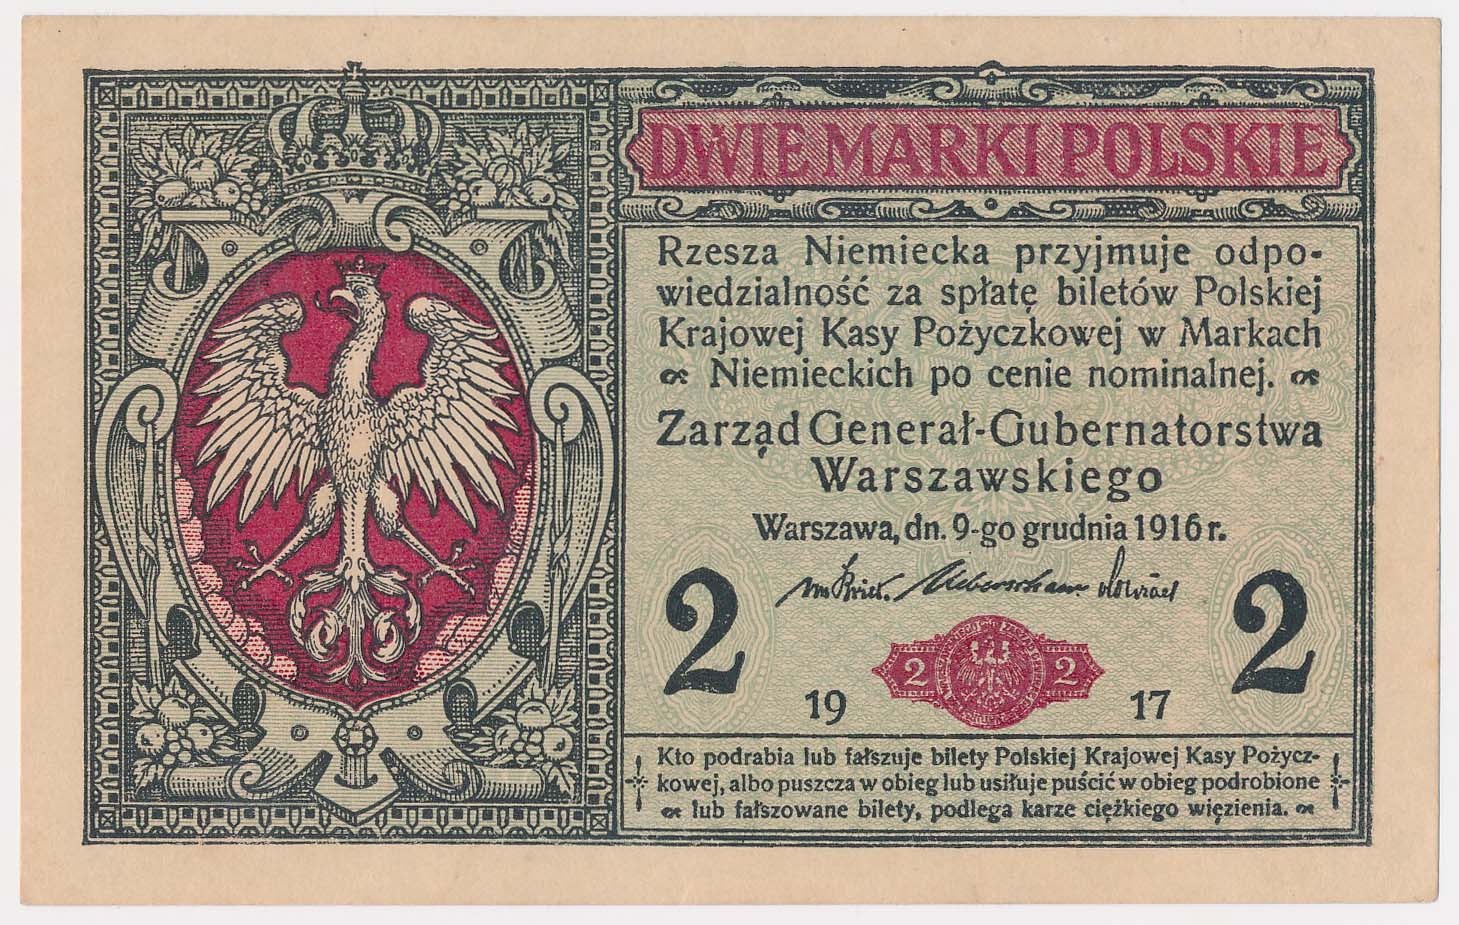 DWIE MARKI POLSKIE
Rzesza Niemiecka przyjmuje odpo-
wiedzialność za spłatę biletów Polskiej
Krajowej Kasy Pożyczkowej w Markach
Niemieckich po cenie nominalnej.
Zarząd Generał-Gubernatorstwa
Warszawskiego
Warszawa, dn. 9-go grudnia 1916 r.
2 2
2 2
19 17
Kto podrabia lub fałszuje bilety Polskiej Krajowej Kasy Pożycz-
kowej, albo puszcza w obieg lub usiłuje puścić w obieg podrobione
lub fałszowane bilety, podlega karze ciężkiego więzienia.